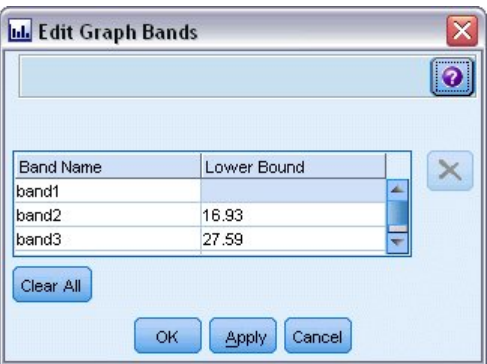 Edit Graph Bands
?
Band Name Lower Bound
band1
band2 16.93
band3 27.59
Clear All
OK Apply Cancel